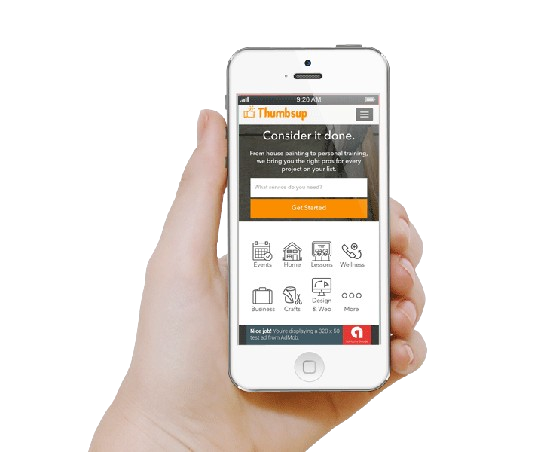 9:20 AM
Thumbsup
Consider it done.
From house painting to personal training,
we bring you the right pros for every
project on your list.
What service do you need?
Get Started
Events Home Lessons Wellness
Business Crafts Design & Web More
Nice job! You're displaying a 320 x 50
test ad from AdMob.